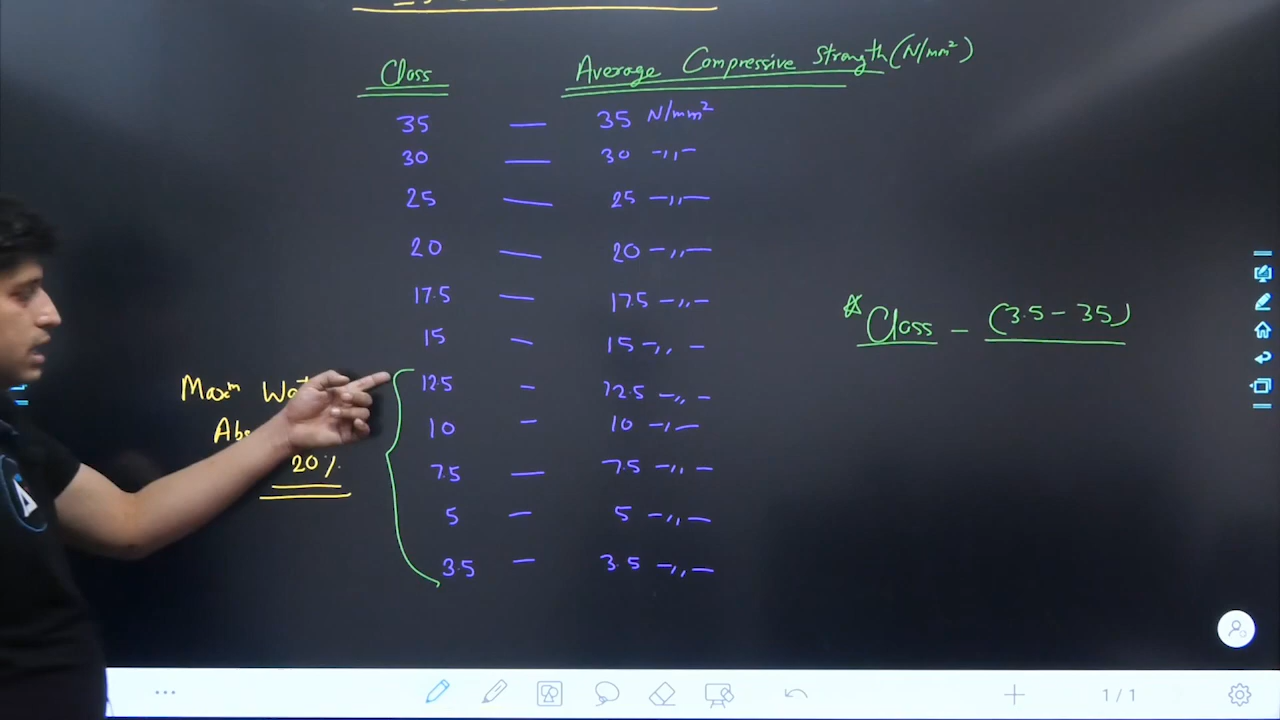 Class Average Compressive Strength (N/mm²)
35 — 35 N/mm²
30 — 30 -,,-
25 — 25 -,,-
20 — 20 -,,-
17.5 — 17.5 -,,-
15 — 15 -,,-
12.5 — 12.5 -,,-
10 — 10 -,,-
7.5 — 7.5 -,,-
5 — 5 -,,-
3.5 — 3.5 -,,-
Maxm
20%
* Class - (3.5 - 35)
1/1